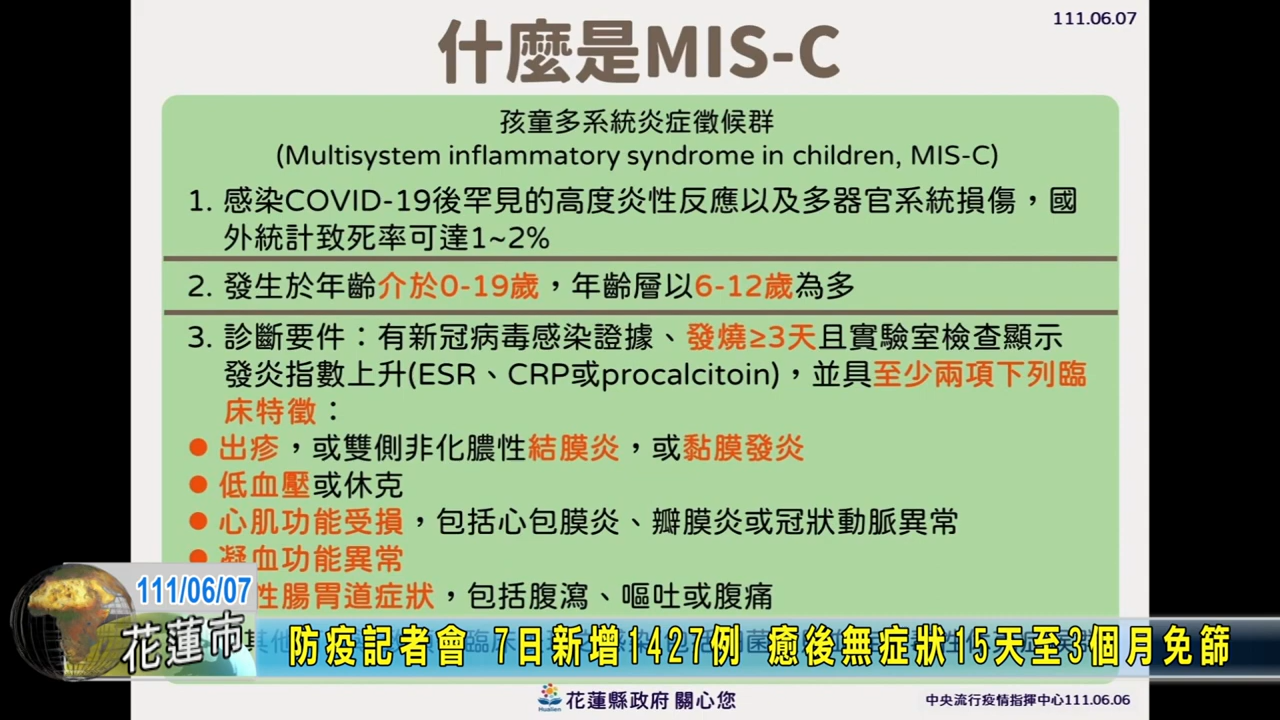 111.06.07
什麼是MIS-C
孩童多系統炎症徵候群
(Multisystem inflammatory syndrome in children, MIS-C)
1. 感染COVID-19後罕見的高度炎性反應以及多器官系統損傷，國
外統計致死率可達1~2%
2. 發生於年齡介於0-19歲，年齡層以6-12歲為多
3. 診斷要件：有新冠病毒感染證據、發燒≥3天且實驗室檢查顯示
發炎指數上升(ESR、CRP或procalcitoin)，並具至少兩項下列臨
床特徵：
● 出疹，或雙側非化膿性結膜炎，或黏膜發炎
● 低血壓或休克
● 心肌功能受損，包括心包膜炎、瓣膜炎或冠狀動脈異常
● 凝血功能異常
性腸胃道症狀，包括腹瀉、嘔吐或腹痛
111/06/07
花蓮市
防疫記者會 7日新增1427例 癒後無症狀15天至3個月免篩
Hualien
花蓮縣政府 關心您
中央流行疫情指揮中心111.06.06